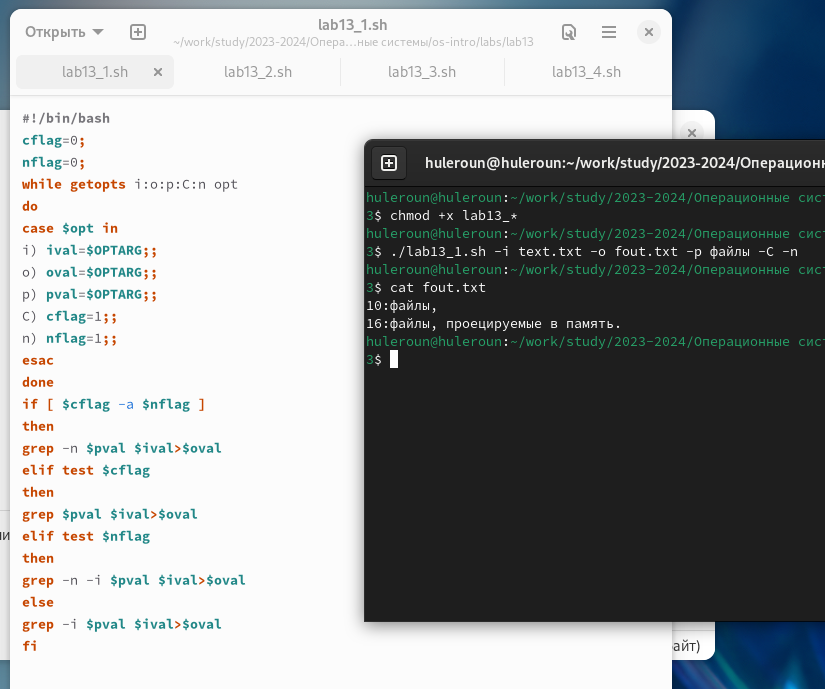 Открыть
lab13_1.sh
~/work/study/2023-2024/Опера…ные системы/os-intro/labs/lab13
lab13_1.sh
lab13_2.sh
lab13_3.sh
lab13_4.sh
#!/bin/bash
cflag=0;
nflag=0;
while getopts i:o:p:C:n opt
do
case $opt in
i) ival=$OPTARG;;
o) oval=$OPTARG;;
p) pval=$OPTARG;;
C) cflag=1;;
n) nflag=1;;
esac
done
if [ $cflag -a $nflag ]
then
grep -n $pval $ival>$oval
elif test $cflag
then
grep $pval $ival>$oval
elif test $nflag
then
grep -n -i $pval $ival>$oval
else
grep -i $pval $ival>$oval
fi
huleroun@huleroun:~/work/study/2023-2024/Операционн
huleroun@huleroun:~/work/study/2023-2024/Операционные сист
3$ chmod +x lab13_*
huleroun@huleroun:~/work/study/2023-2024/Операционные сист
3$ ./lab13_1.sh -i text.txt -o fout.txt -p файлы -C -n
huleroun@huleroun:~/work/study/2023-2024/Операционные сист
3$ cat fout.txt
10:файлы,
16:файлы, проецируемые в память.
huleroun@huleroun:~/work/study/2023-2024/Операционные сист
3$
айт)